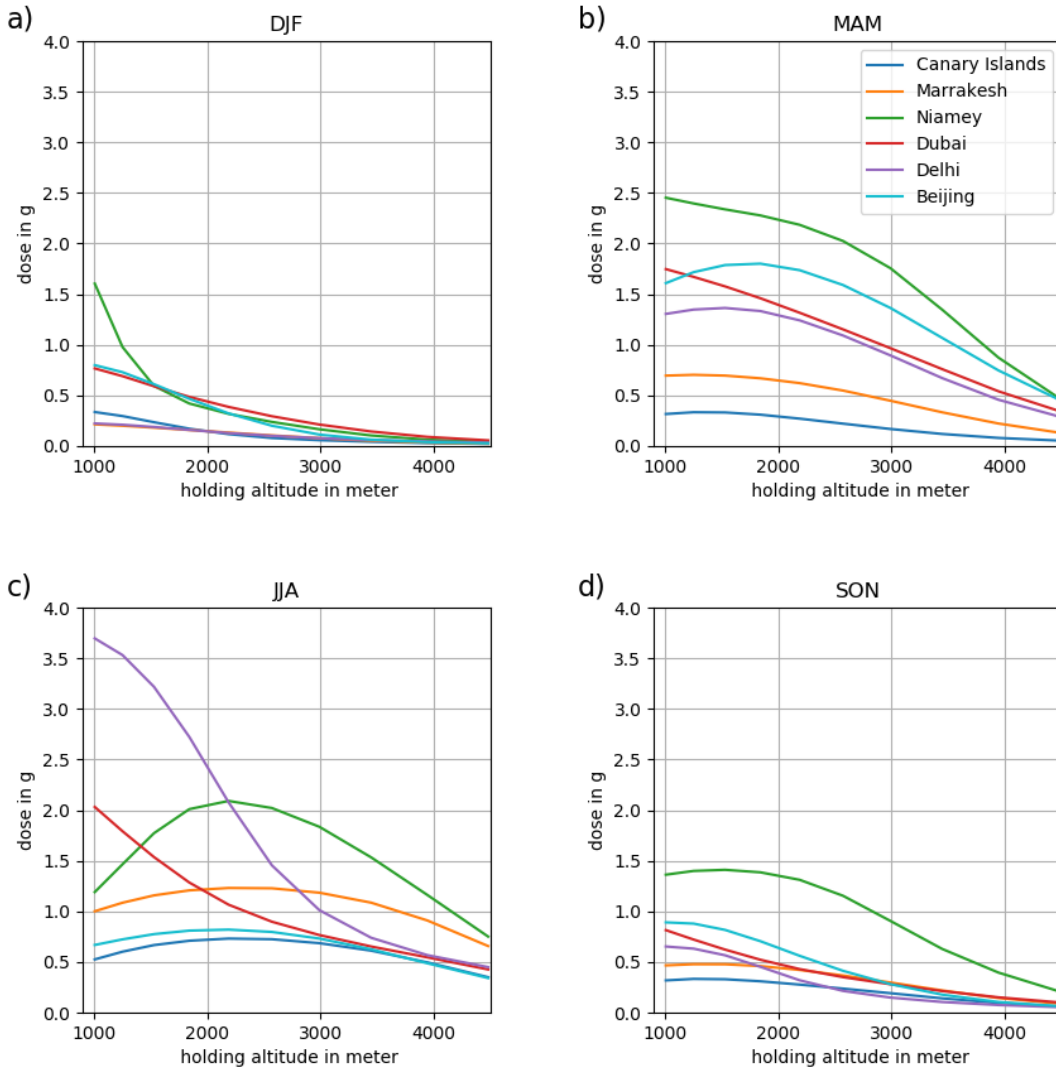 a)
DJF
4.0
3.5
3.0
2.5
2.0
1.5
1.0
0.5
0.0
dose in g
1000 2000 3000 4000
holding altitude in meter
b)
MAM
4.0
3.5
3.0
2.5
2.0
1.5
1.0
0.5
0.0
dose in g
Canary Islands
Marrakesh
Niamey
Dubai
Delhi
Beijing
1000 2000 3000 4000
holding altitude in meter
c)
JJA
4.0
3.5
3.0
2.5
2.0
1.5
1.0
0.5
0.0
dose in g
1000 2000 3000 4000
holding altitude in meter
d)
SON
4.0
3.5
3.0
2.5
2.0
1.5
1.0
0.5
0.0
dose in g
1000 2000 3000 4000
holding altitude in meter